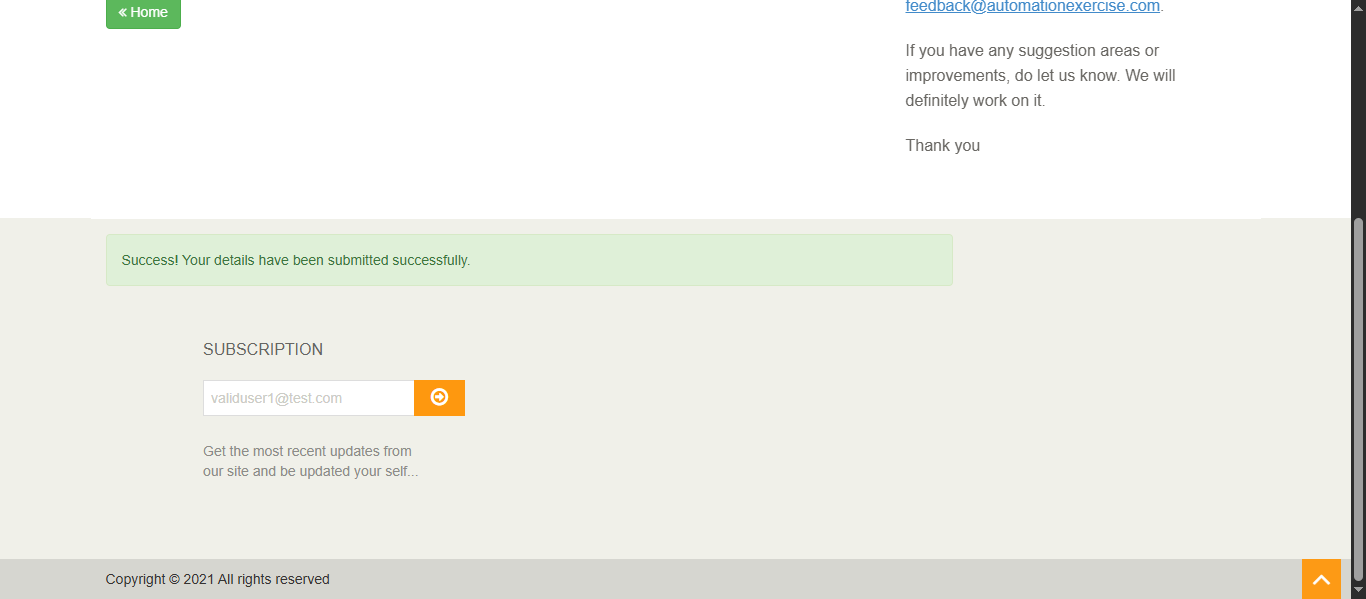 « Home
feedback@automationexercise.com.
If you have any suggestion areas or
improvements, do let us know. We will
definitely work on it.
Thank you
Success! Your details have been submitted successfully.
SUBSCRIPTION
validuser1@test.com
Get the most recent updates from
our site and be updated your self...
Copyright © 2021 All rights reserved